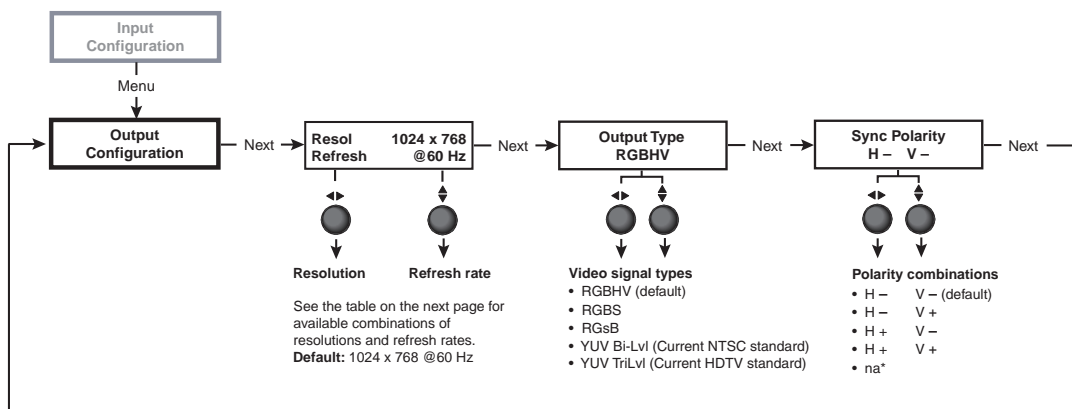 Input
Configuration
Menu
Output
Configuration
Next
Resol 1024 x 768
Refresh @60 Hz
Next
Output Type
RGBHV
Next
Sync Polarity
H – V –
Next
Resolution
Refresh rate
See the table on the next page for
available combinations of
resolutions and refresh rates.
Default: 1024 x 768 @60 Hz
Video signal types
• RGBHV (default)
• RGBS
• RGsB
• YUV Bi-Lvl (Current NTSC standard)
• YUV TriLvl (Current HDTV standard)
Polarity combinations
• H – V – (default)
• H – V +
• H + V –
• H + V +
• na*